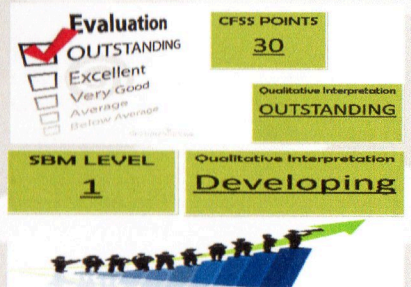 Evaluation
OUTSTANDING
Excellent
Very Good
Average
Below Average
CFSS POINTS
30
Qualitative Interpretation
OUTSTANDING
SBM LEVEL
1
Qualitative Interpretation
Developing